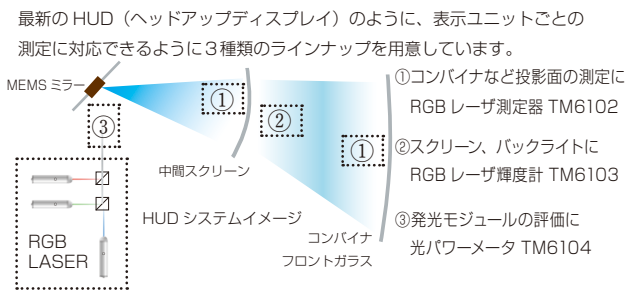 最新の HUD（ヘッドアップディスプレイ）のように、表示ユニットごとの
測定に対応できるように３種類のラインナップを用意しています。
MEMS ミラー
①
②
③
①
中間スクリーン
HUD システムイメージ
コンバイナ
フロントガラス
RGB
LASER
①コンバイナなど投影面の測定に
RGB レーザ測定器 TM6102
②スクリーン、バックライトに
RGB レーザ輝度計 TM6103
③発光モジュールの評価に
光パワーメータ TM6104